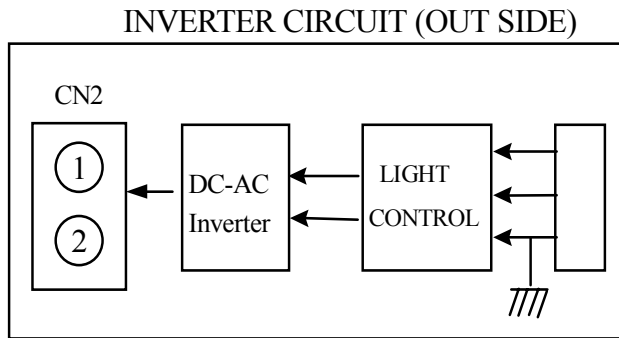 INVERTER CIRCUIT (OUT SIDE)
CN2
1
2
DC-AC
Inverter
LIGHT
CONTROL